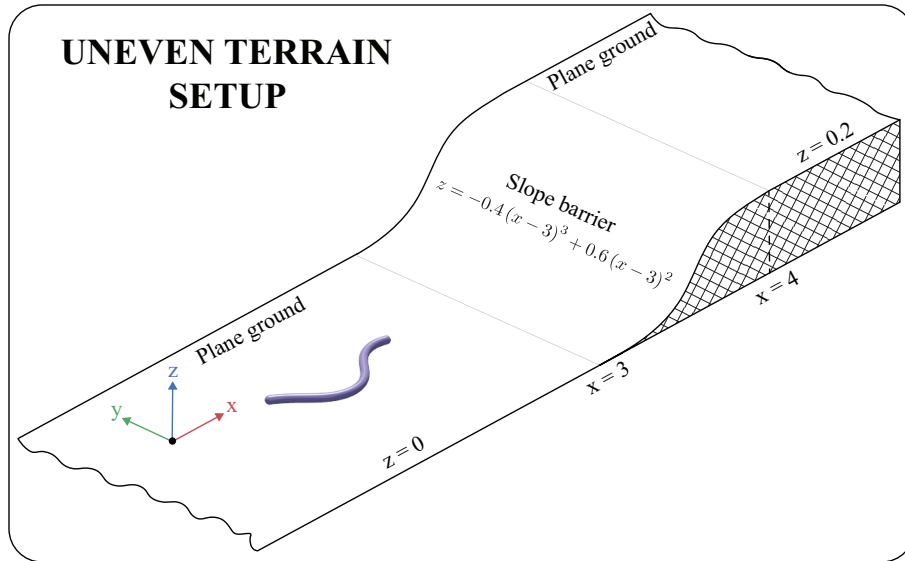 UNEVEN TERRAIN
SETUP
Plane ground
z = 0.2
Slope barrier
z = −0.4(x − 3)³ + 0.6(x − 3)²
x = 4
Plane ground
x = 3
z
y
x
z = 0